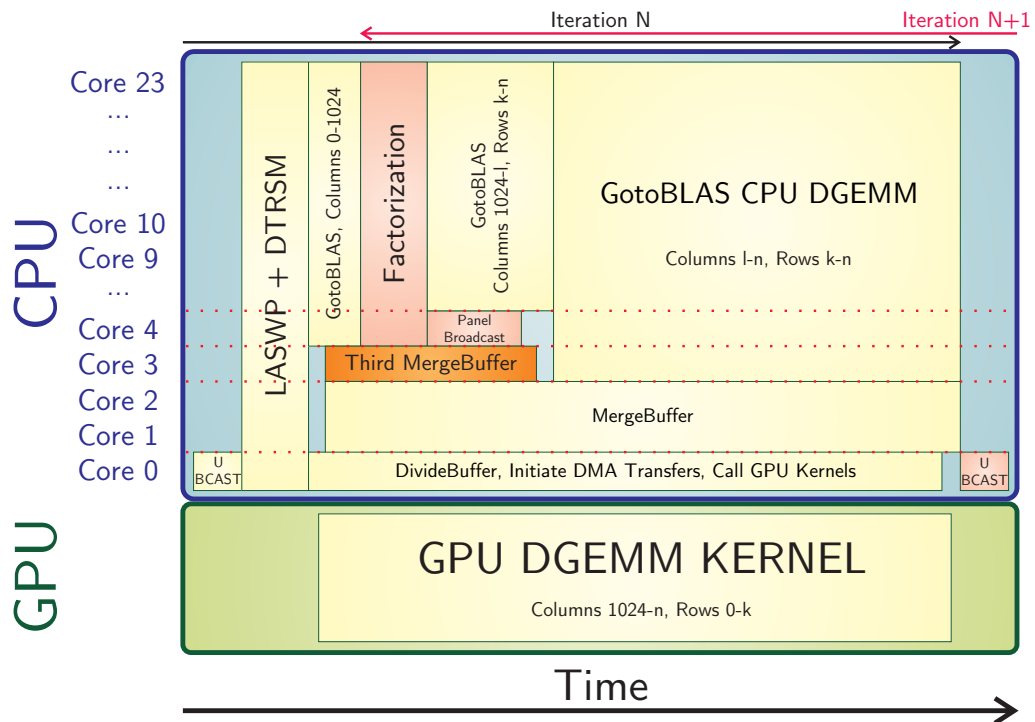 Iteration N
Iteration N+1
CPU
Core 23
...
...
...
Core 10
Core 9
...
Core 4
Core 3
Core 2
Core 1
Core 0
LASWP + DTRSM
GotoBLAS, Columns 0-1024
Factorization
GotoBLAS
Columns 1024-l, Rows k-n
GotoBLAS CPU DGEMM
Columns l-n, Rows k-n
Panel
Broadcast
Third MergeBuffer
MergeBuffer
U
BCAST
DivideBuffer, Initiate DMA Transfers, Call GPU Kernels
U
BCAST
GPU
GPU DGEMM KERNEL
Columns 1024-n, Rows 0-k
Time